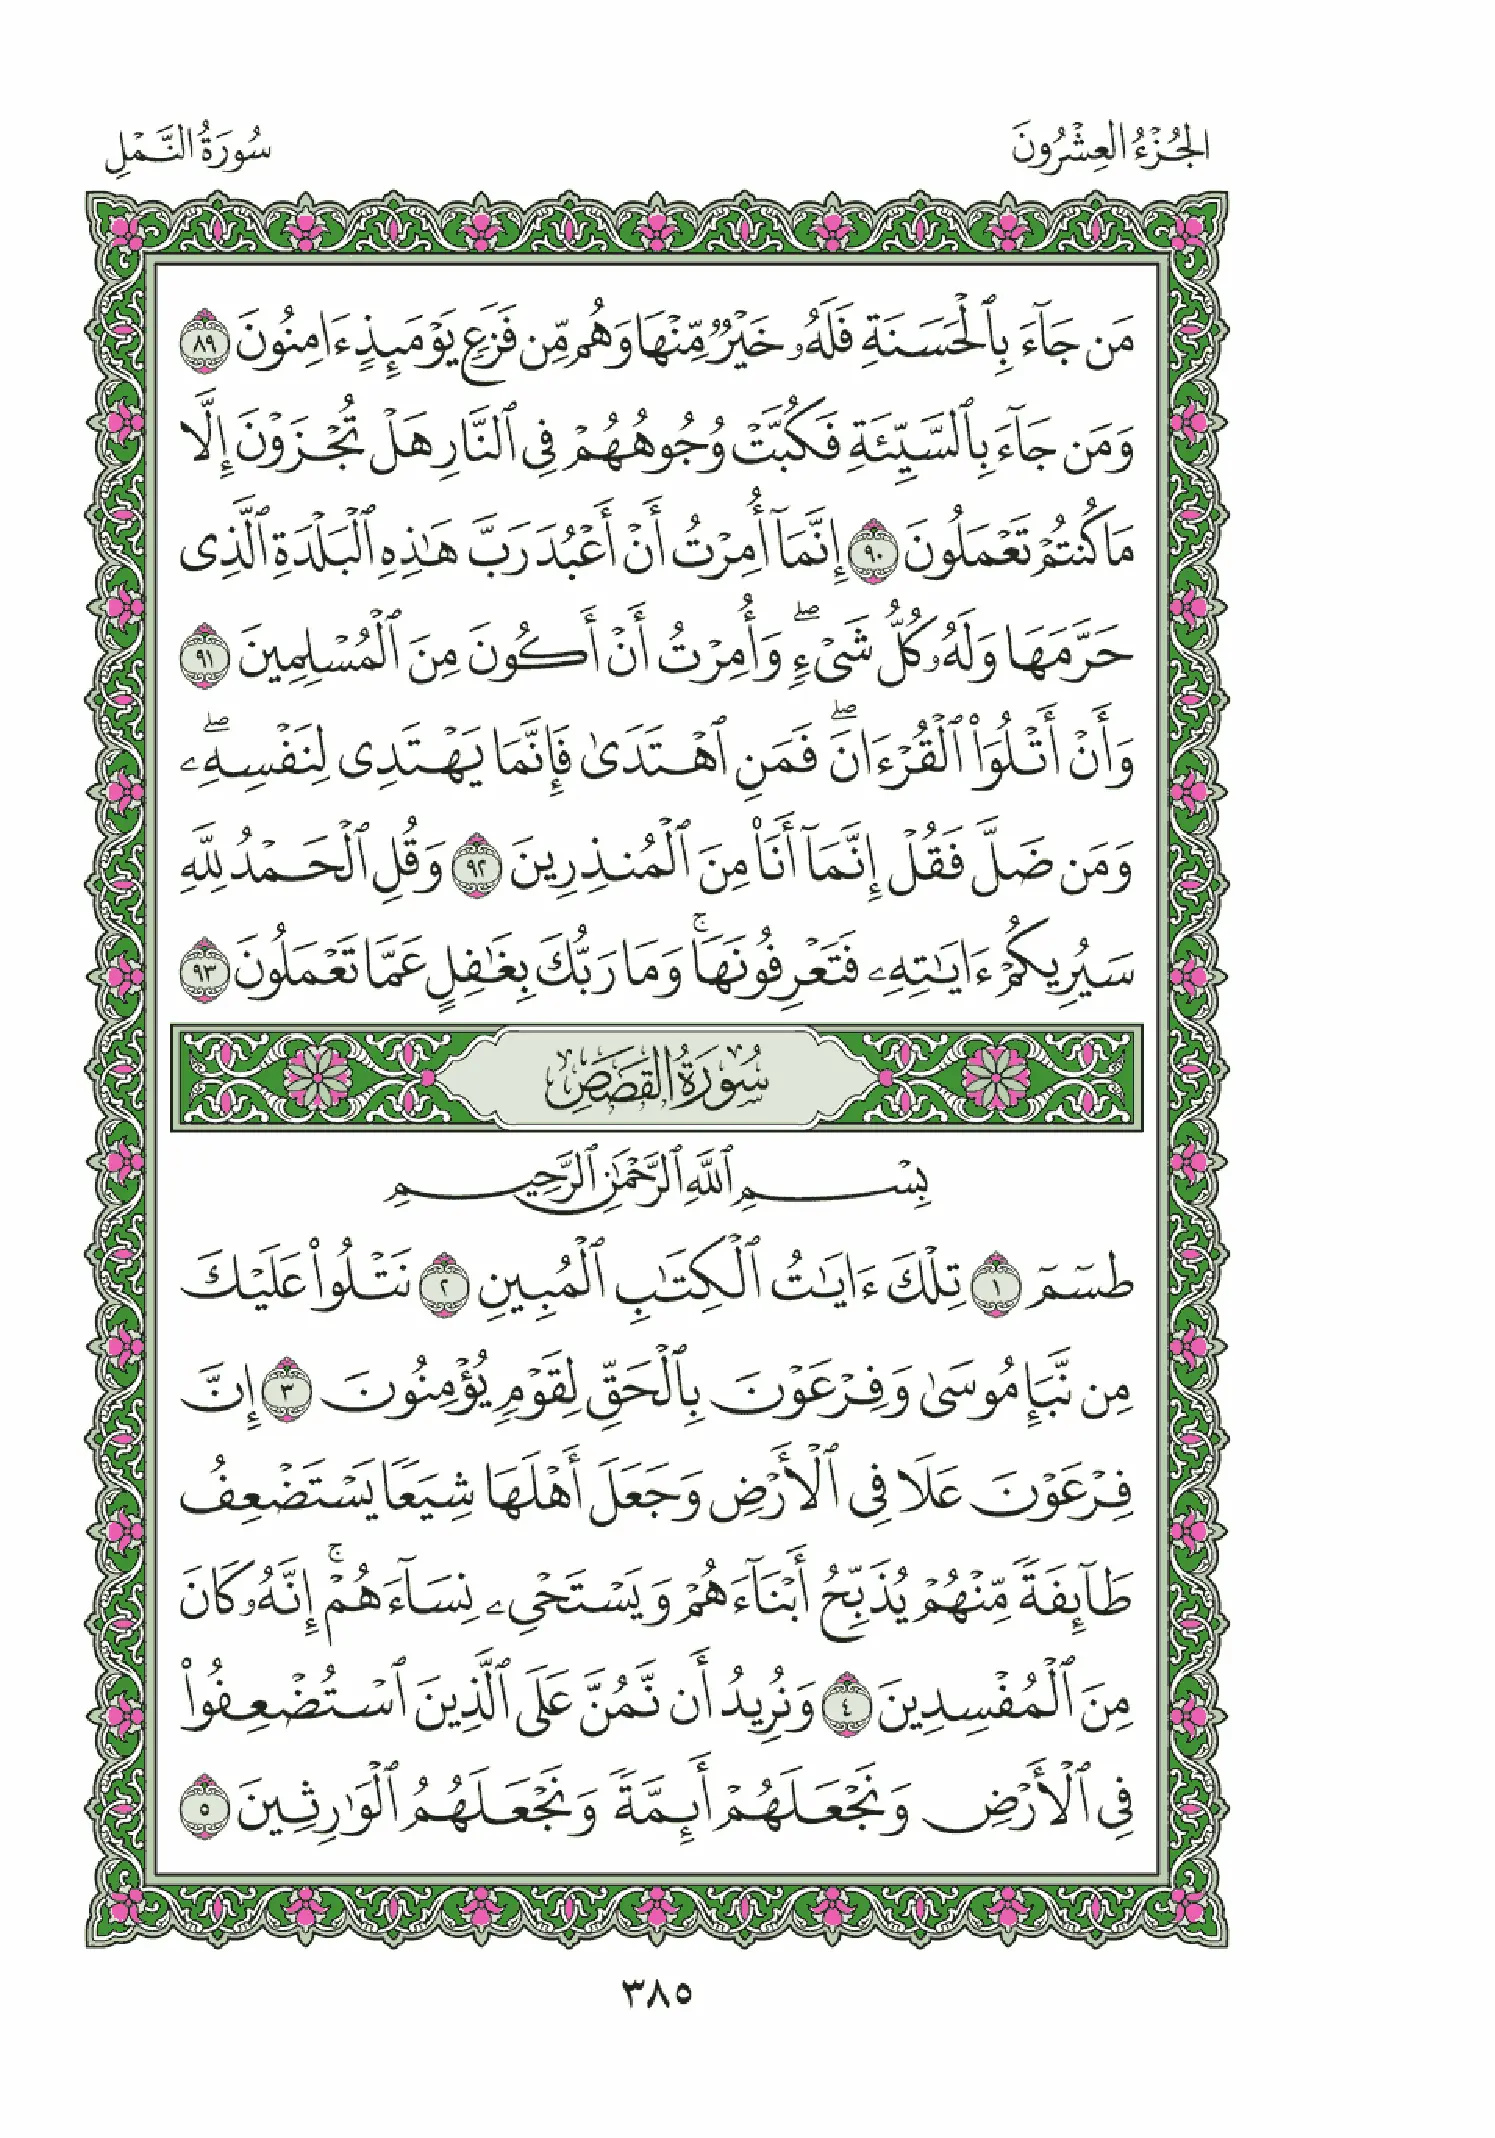 الجُزْءُ العِشْرُونَ
سُورَةُ النَّمْلِ
مَن جَآءَ بِٱلْحَسَنَةِ فَلَهُۥ خَيْرٌ مِّنْهَا وَهُم مِّن فَزَعٍ يَوْمَئِذٍ ءَامِنُونَ ٨٩
وَمَن جَآءَ بِٱلسَّيِّئَةِ فَكُبَّتْ وُجُوهُهُمْ فِى ٱلنَّارِ هَلْ تُجْزَوْنَ إِلَّا
مَا كُنتُمْ تَعْمَلُونَ ٩٠ إِنَّمَآ أُمِرْتُ أَنْ أَعْبُدَ رَبَّ هَـٰذِهِ ٱلْبَلْدَةِ ٱلَّذِى
حَرَّمَهَا وَلَهُۥ كُلُّ شَىْءٍۖ وَأُمِرْتُ أَنْ أَكُونَ مِنَ ٱلْمُسْلِمِينَ ٩١
وَأَنْ أَتْلُوَا۟ ٱلْقُرْءَانَۖ فَمَنِ ٱهْتَدَىٰ فَإِنَّمَا يَهْتَدِى لِنَفْسِهِۦۖ
وَمَن ضَلَّ فَقُلْ إِنَّمَآ أَنَا۠ مِنَ ٱلْمُنذِرِينَ ٩٢ وَقُلِ ٱلْحَمْدُ لِلَّهِ
سَيُرِيكُمْ ءَايَـٰتِهِۦ فَتَعْرِفُونَهَاۚ وَمَا رَبُّكَ بِغَـٰفِلٍ عَمَّا تَعْمَلُونَ ٩٣
سُورَةُ القَصَصِ
بِسْمِ ٱللَّهِ ٱلرَّحْمَـٰنِ ٱلرَّحِيمِ
طسٓمٓ ١ تِلْكَ ءَايَـٰتُ ٱلْكِتَـٰبِ ٱلْمُبِينِ ٢ نَتْلُوا۟ عَلَيْكَ
مِن نَّبَإِ مُوسَىٰ وَفِرْعَوْنَ بِٱلْحَقِّ لِقَوْمٍ يُؤْمِنُونَ ٣ إِنَّ
فِرْعَوْنَ عَلَا فِى ٱلْأَرْضِ وَجَعَلَ أَهْلَهَا شِيَعًا يَسْتَضْعِفُ
طَآئِفَةً مِّنْهُمْ يُذَبِّحُ أَبْنَآءَهُمْ وَيَسْتَحْىِۦ نِسَآءَهُمْۚ إِنَّهُۥ كَانَ
مِنَ ٱلْمُفْسِدِينَ ٤ وَنُرِيدُ أَن نَّمُنَّ عَلَى ٱلَّذِينَ ٱسْتُضْعِفُوا۟
فِى ٱلْأَرْضِ وَنَجْعَلَهُمْ أَئِمَّةً وَنَجْعَلَهُمُ ٱلْوَٰرِثِينَ ٥
٣٨٥